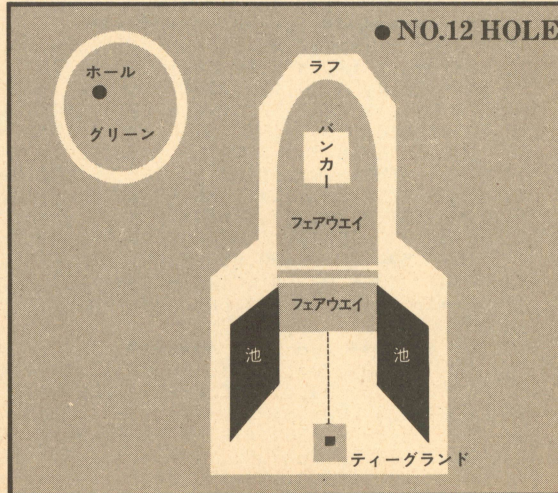 ●NO.12 HOLE
ホール
グリーン
ラフ
バンカー
フェアウエイ
フェアウエイ
池
池
ティーグランド